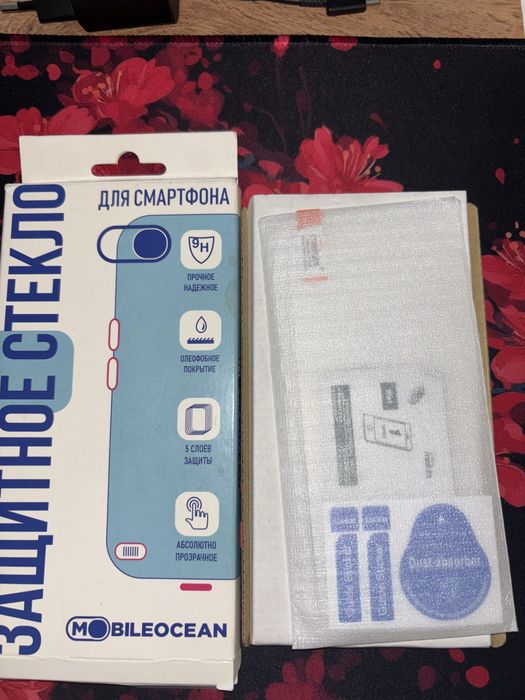 ЗАЩИТНОЕ СТЕКЛО
ДЛЯ СМАРТФОНА
9H
ПРОЧНОЕ
НАДЕЖНОЕ
ОЛЕОФОБНОЕ
ПОКРЫТИЕ
5 СЛОЕВ
ЗАЩИТЫ
АБСОЛЮТНО
ПРОЗРАЧНОЕ
MOBILEOCEAN
Dust-absorber